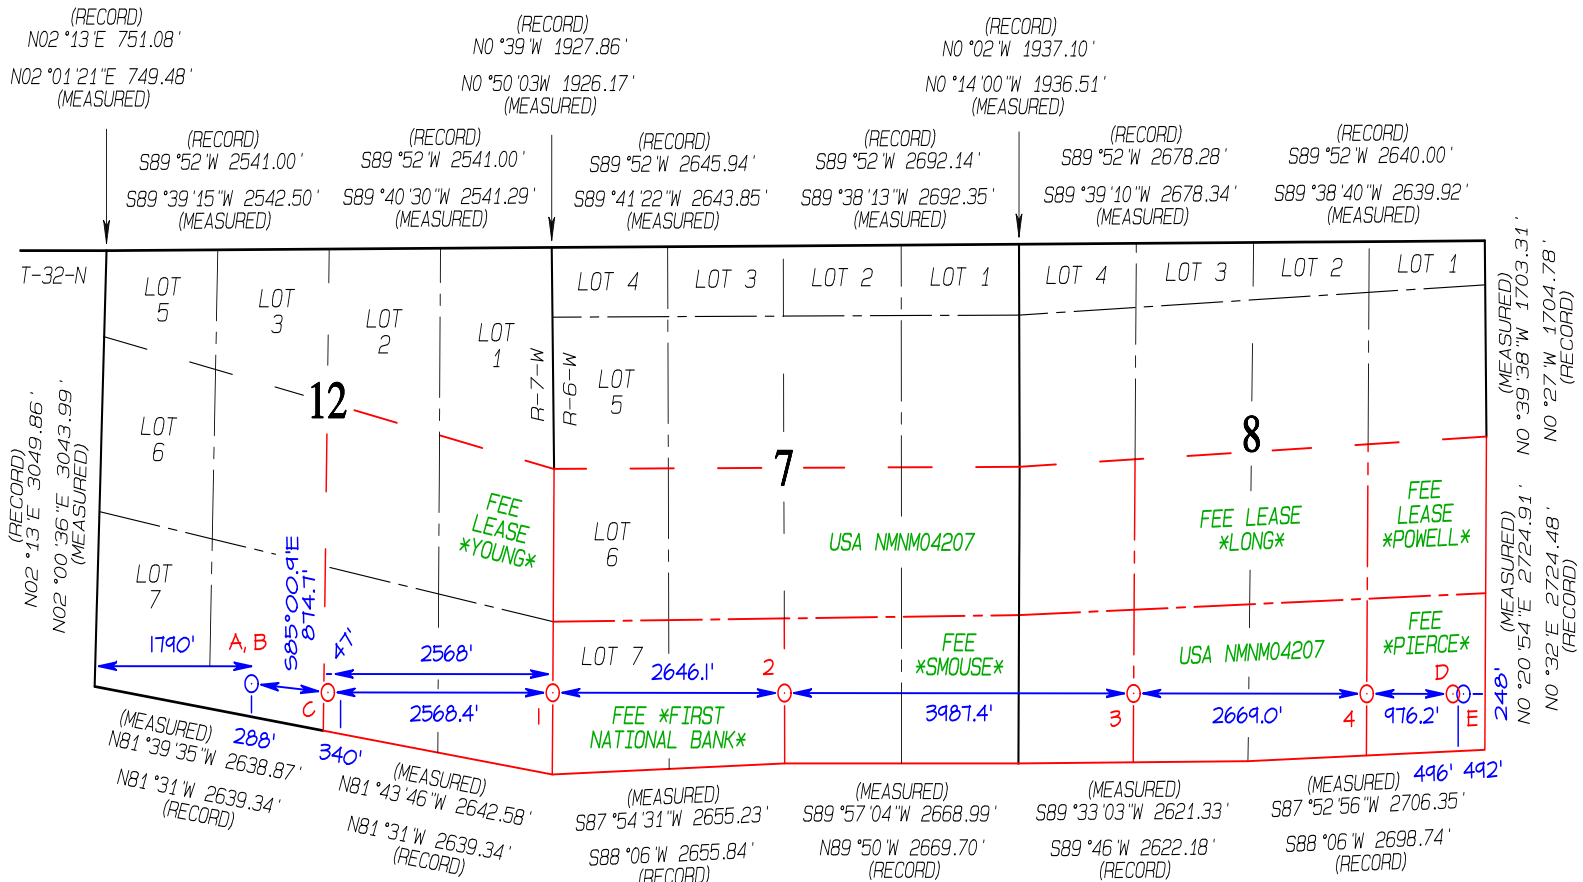 (RECORD)
N02 °13'E 751.08'
N02 °01'21"E 749.48'
(MEASURED)
(RECORD)
N0 °39'W 1927.86'
N0 °50'03W 1926.17'
(MEASURED)
(RECORD)
N0 °02'W 1937.10'
N0 °14'00"W 1936.51'
(MEASURED)
(RECORD)
S89 °52'W 2541.00'
S89 °39'15"W 2542.50'
(MEASURED)
(RECORD)
S89 °52'W 2541.00'
S89 °40'30"W 2541.29'
(MEASURED)
(RECORD)
S89 °52'W 2645.94'
S89 °41'22"W 2643.85'
(MEASURED)
(RECORD)
S89 °52'W 2692.14'
S89 °38'13"W 2692.35'
(MEASURED)
(RECORD)
S89 °52'W 2678.28'
S89 °39'10"W 2678.34'
(MEASURED)
(RECORD)
S89 °52'W 2640.00'
S89 °38'40"W 2639.92'
(MEASURED)
T-32-N
LOT
5
LOT
3
LOT
2
LOT
1
R-7-W
R-6-W
LOT 4
LOT 3
LOT 2
LOT 1
LOT 4
LOT 3
LOT 2
LOT 1
(MEASURED)
N0 °39'38"W 1703.31'
N0 °27'W 1704.78'
(RECORD)
12
LOT
5
7
8
LOT
6
(RECORD)
N02 °13'E 3049.86'
N02 °00'36"E 3043.99'
(MEASURED)
FEE
LEASE
*YOUNG*
LOT
6
USA NMNM04207
FEE LEASE
*LONG*
FEE
LEASE
*POWELL*
(MEASURED)
N0 °20'54"E 2724.91'
N0 °32'E 2724.48'
(RECORD)
LOT
7
S85°00.9'E
874.7'
1790'
A, B
47'
2568'
LOT 7
2646.1'
2
FEE
*SMOUSE*
USA NMNM04207
FEE
*PIERCE*
D
248'
C
2568.4'
1
FEE *FIRST
NATIONAL BANK*
3987.4'
3
2669.0'
4
976.2'
E
288'
340'
496'
492'
(MEASURED)
N81 °39'35"W 2638.87'
N81 °31'W 2639.34'
(RECORD)
(MEASURED)
N81 °43'46"W 2642.58'
N81 °31'W 2639.34'
(RECORD)
(MEASURED)
S87 °54'31"W 2655.23'
S88 °06'W 2655.84'
(RECORD)
(MEASURED)
S89 °57'04"W 2668.99'
N89 °50'W 2669.70'
(RECORD)
(MEASURED)
S89 °33'03"W 2621.33'
S89 °46'W 2622.18'
(RECORD)
(MEASURED)
S87 °52'56"W 2706.35'
S88 °06'W 2698.74'
(RECORD)